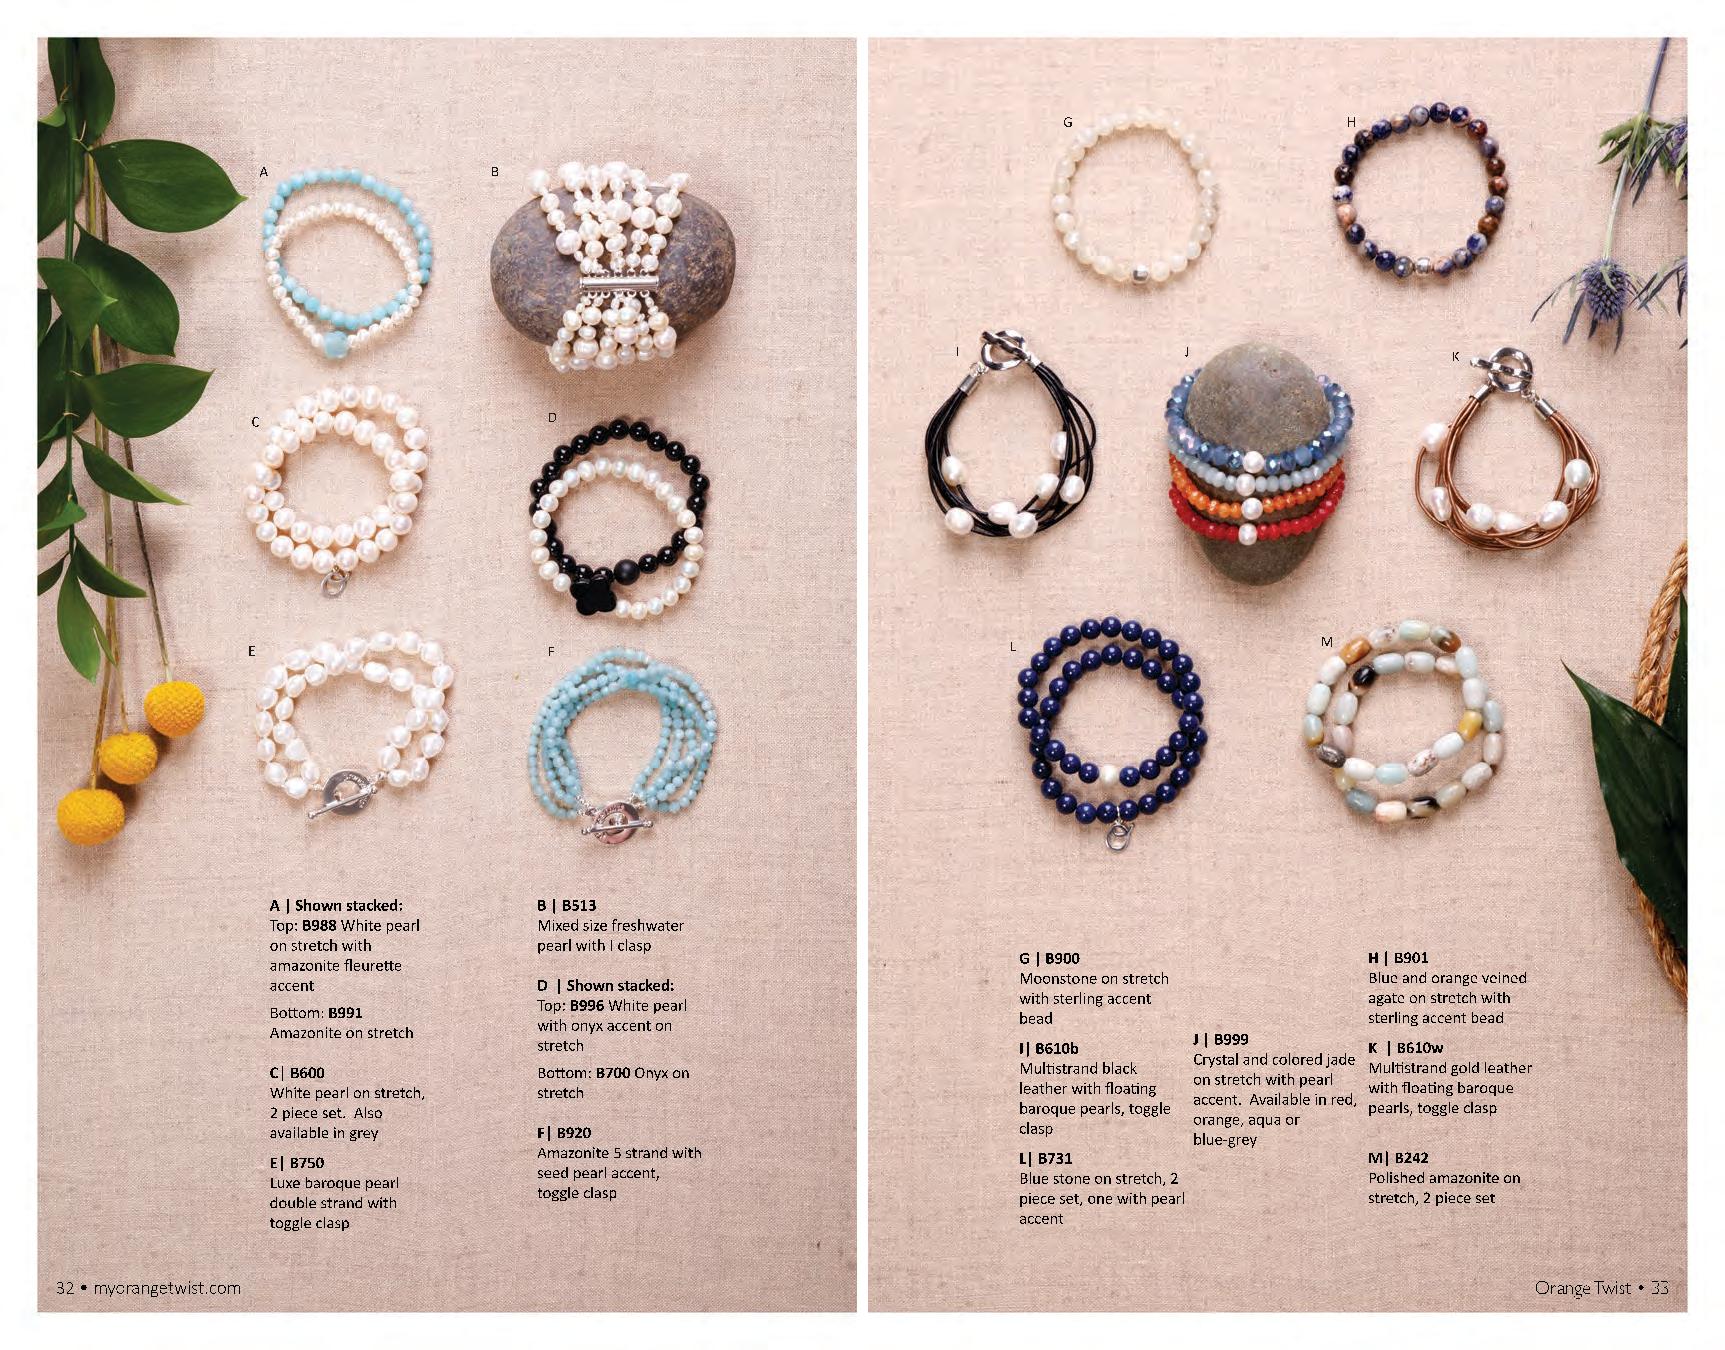 A
B
C
D
E
F
A | Shown stacked:
Top: B988 White pearl
on stretch with
amazonite fleurette
accent
Bottom: B991
Amazonite on stretch
C| B600
White pearl on stretch,
2 piece set.  Also
available in grey
E| B750
Luxe baroque pearl
double strand with
toggle clasp
B | B513
Mixed size freshwater
pearl with I clasp
D  | Shown stacked:
Top: B996 White pearl
with onyx accent on
stretch
Bottom: B700 Onyx on
stretch
F| B920
Amazonite 5 strand with
seed pearl accent,
toggle clasp
32 • myorangetwist.com
G
H
I
J
K
L
M
G | B900
Moonstone on stretch
with sterling accent
bead
I| B610b
Multistrand black
leather with floating
baroque pearls, toggle
clasp
L| B731
Blue stone on stretch, 2
piece set, one with pearl
accent
J | B999
Crystal and colored jade
on stretch with pearl
accent.  Available in red,
orange, aqua or
blue-grey
H | B901
Blue and orange veined
agate on stretch with
sterling accent bead
K  | B610w
Multistrand gold leather
with floating baroque
pearls, toggle clasp
M| B242
Polished amazonite on
stretch, 2 piece set
Orange Twist • 33